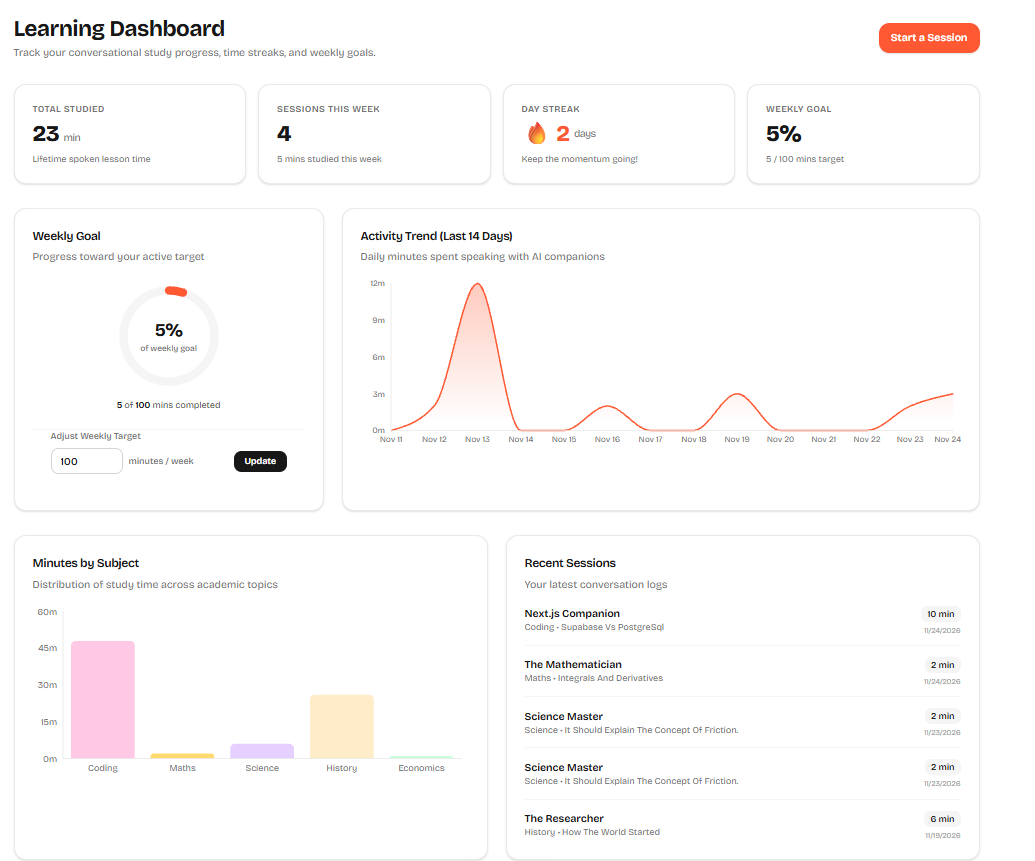 Learning Dashboard
Track your conversational study progress, time streaks, and weekly goals.
Start a Session
TOTAL STUDIED
23 min
Lifetime spoken lesson time
SESSIONS THIS WEEK
4
5 mins studied this week
DAY STREAK
2 days
Keep the momentum going!
WEEKLY GOAL
5%
5 / 100 mins target
Weekly Goal
Progress toward your active target
5%
of weekly goal
5 of 100 mins completed
Adjust Weekly Target
100 minutes / week Update
Activity Trend (Last 14 Days)
Daily minutes spent speaking with AI companions
12m
9m
6m
3m
0m
Nov 11 Nov 12 Nov 13 Nov 14 Nov 15 Nov 16 Nov 17 Nov 18 Nov 19 Nov 20 Nov 21 Nov 22 Nov 23 Nov 24
Minutes by Subject
Distribution of study time across academic topics
60m
45m
30m
15m
0m
Coding Maths Science History Economics
Recent Sessions
Your latest conversation logs
Next.js Companion 10 min
Coding • Supabase Vs PostgreSql 11/24/2026
The Mathematician 2 min
Maths • Integrals And Derivatives 11/24/2026
Science Master 2 min
Science • It Should Explain The Concept Of Friction. 11/23/2026
Science Master 2 min
Science • It Should Explain The Concept Of Friction. 11/23/2026
The Researcher 6 min
History • How The World Started 11/19/2026